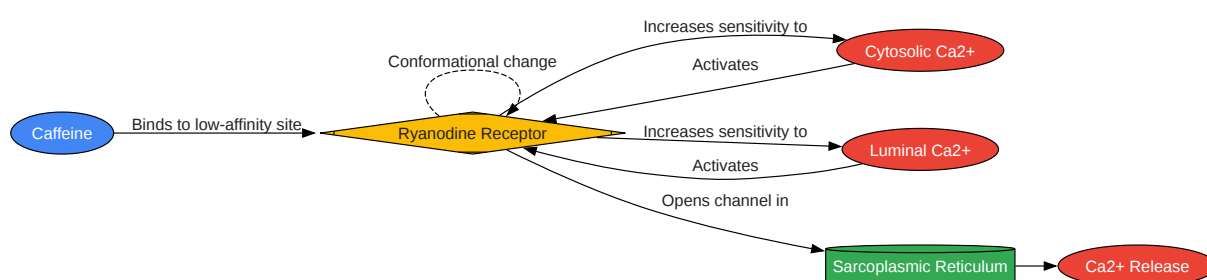 Increases sensitivity to
Cytosolic Ca2+
Conformational change
Activates
Caffeine
Binds to low-affinity site
Ryanodine Receptor
Increases sensitivity to
Luminal Ca2+
Activates
Opens channel in
Sarcoplasmic Reticulum
Ca2+ Release